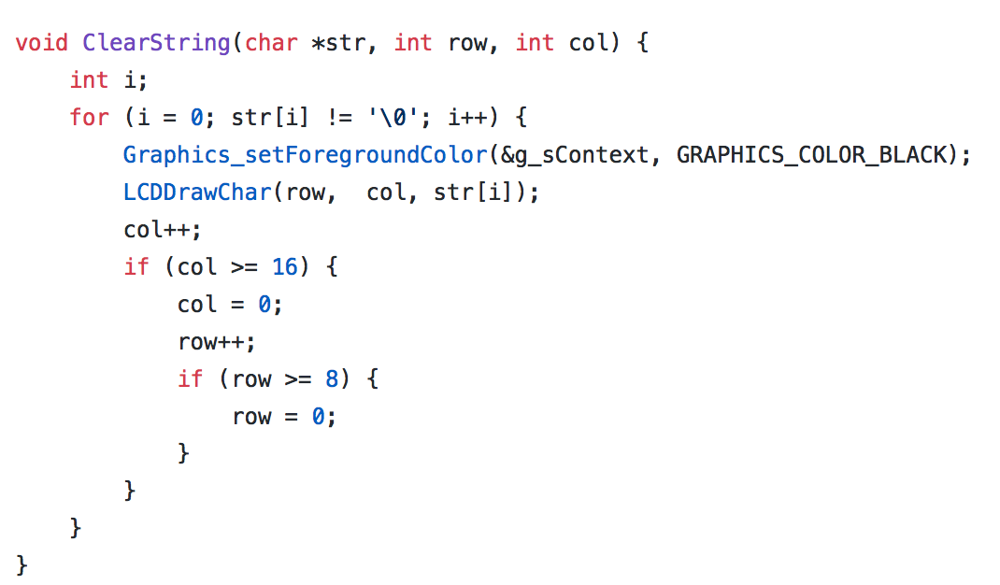 void ClearString(char *str, int row, int col) {
    int i;
    for (i = 0; str[i] != '\0'; i++) {
        Graphics_setForegroundColor(&g_sContext, GRAPHICS_COLOR_BLACK);
        LCDDrawChar(row,  col, str[i]);
        col++;
        if (col >= 16) {
            col = 0;
            row++;
            if (row >= 8) {
                row = 0;
            }
        }
    }
}